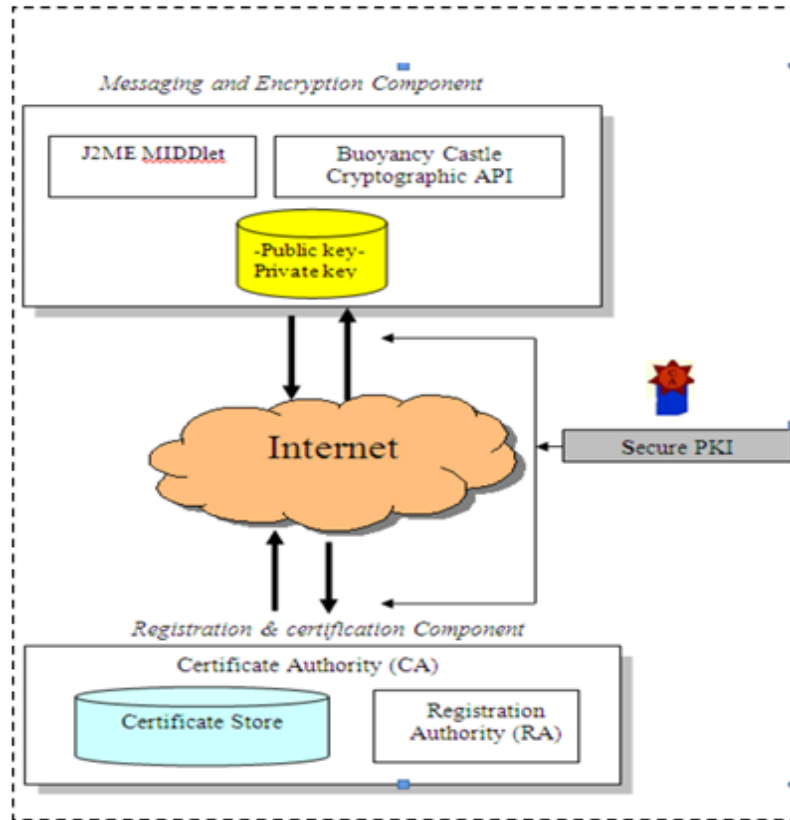 Messaging and Encryption Component
J2ME MIDDlet
Buoyancy Castle
Cryptographic API
-Public key-
Private key
Internet
CA
Secure PKI
Registration & certification Component
Certificate Authority (CA)
Certificate Store
Registration
Authority (RA)